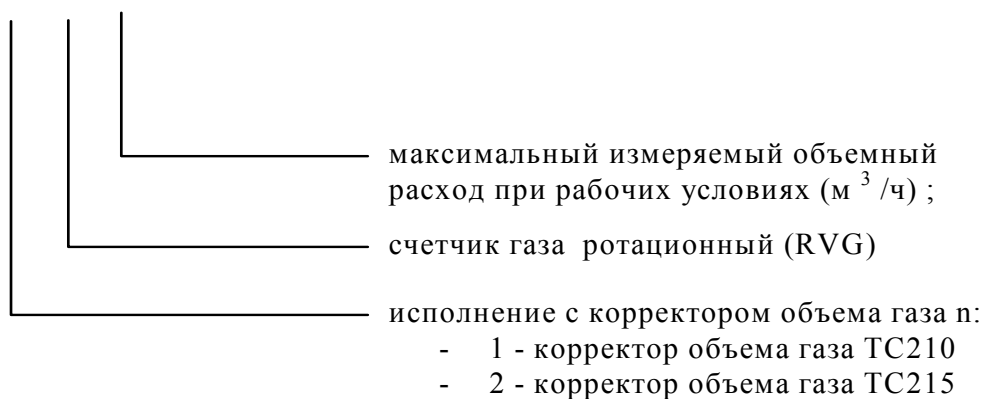 максимальный измеряемый объемный
расход при рабочих условиях (м ³ /ч) ;
счетчик газа ротационный (RVG)
исполнение с корректором объема газа n:
- 1 - корректор объема газа ТС210
- 2 - корректор объема газа ТС215